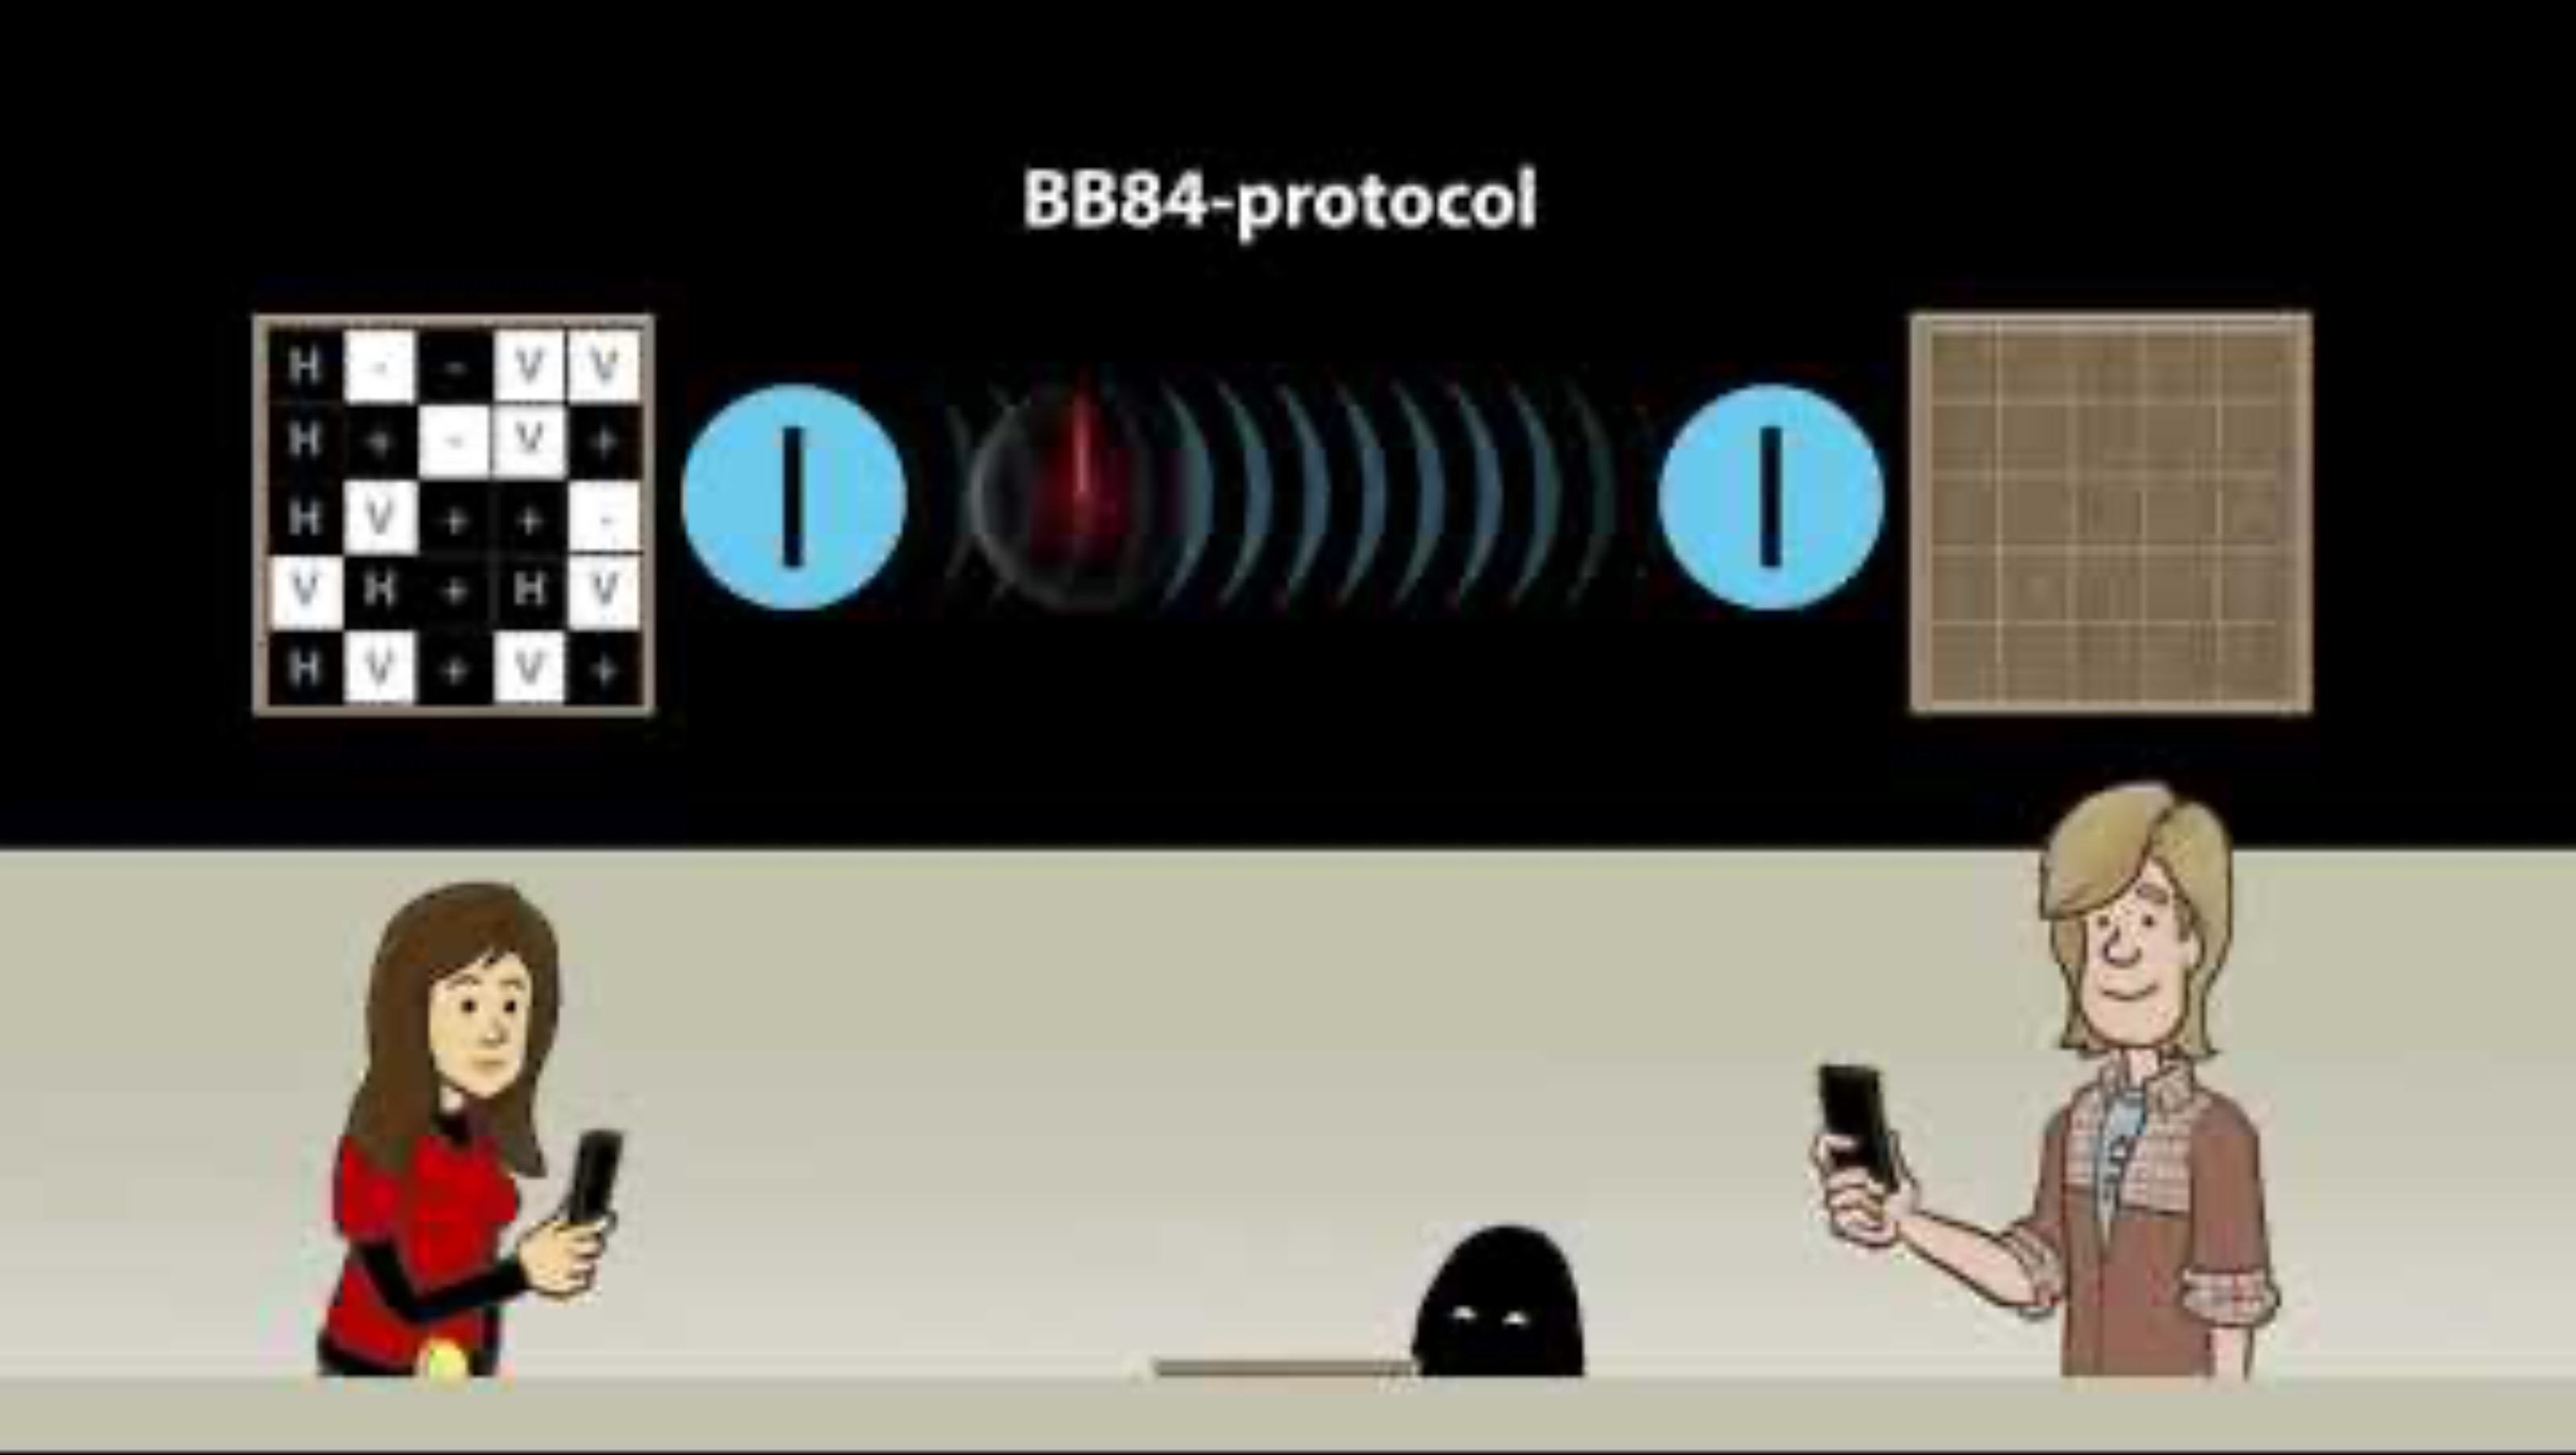 BB84-protocol
H - - V V
H + - V +
H V + + -
V H + H V
H V + V +